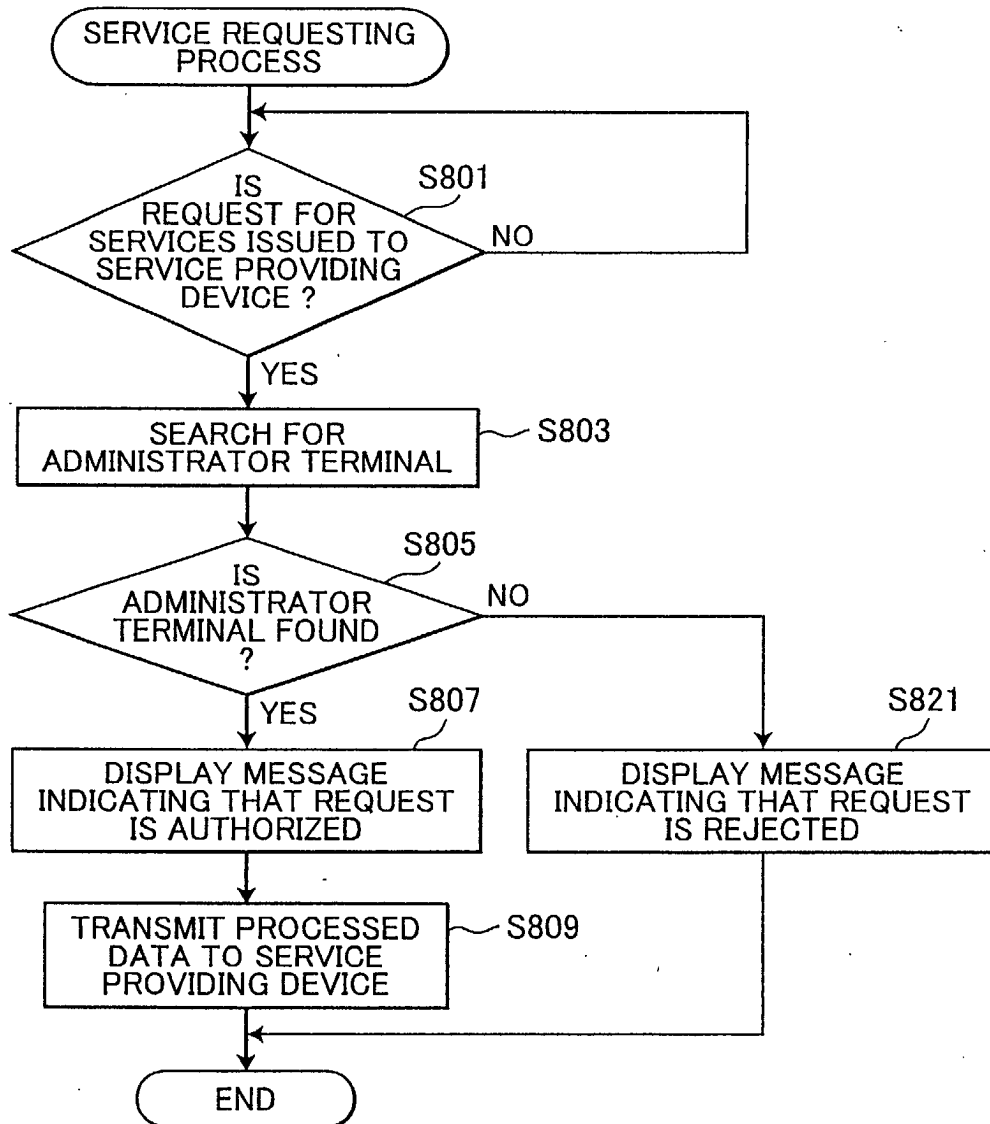 SERVICE REQUESTING
PROCESS
S801
IS
REQUEST FOR
SERVICES ISSUED TO
SERVICE PROVIDING
DEVICE ?
NO
YES
SEARCH FOR
ADMINISTRATOR TERMINAL
S803
S805
IS
ADMINISTRATOR
TERMINAL FOUND
?
NO
YES
S807
DISPLAY MESSAGE
INDICATING THAT REQUEST
IS AUTHORIZED
S821
DISPLAY MESSAGE
INDICATING THAT REQUEST
IS REJECTED
TRANSMIT PROCESSED
DATA TO SERVICE
PROVIDING DEVICE
S809
END